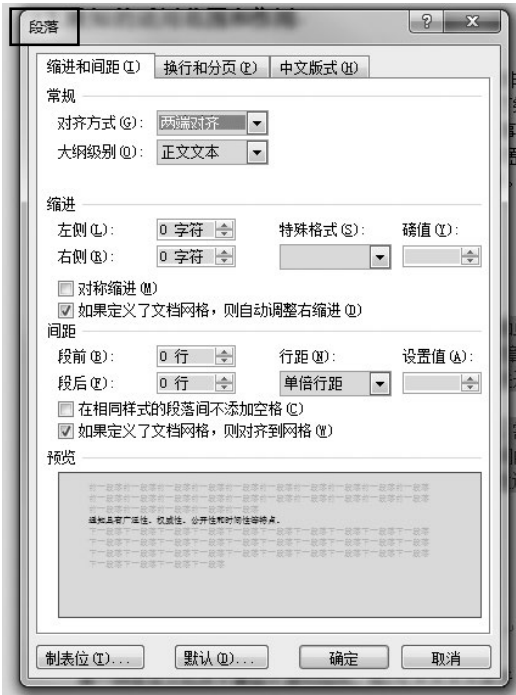 段落
缩进和间距(I) 换行和分页(P) 中文版式(H)
常规
对齐方式(G): 两端对齐
大纲级别(O): 正文文本
缩进
左侧(L): 0 字符 特殊格式(S): 磅值(Y):
右侧(R): 0 字符
对称缩进(M)
如果定义了文档网格，则自动调整右缩进(D)
间距
段前(B): 0 行 行距(N): 设置值(A):
段后(F): 0 行 单倍行距
在相同样式的段落间不添加空格(C)
如果定义了文档网格，则对齐到网格(W)
预览
通知具有广泛性、权威性、公开性和时间性等特点。
制表位(T)... 默认(D)... 确定 取消